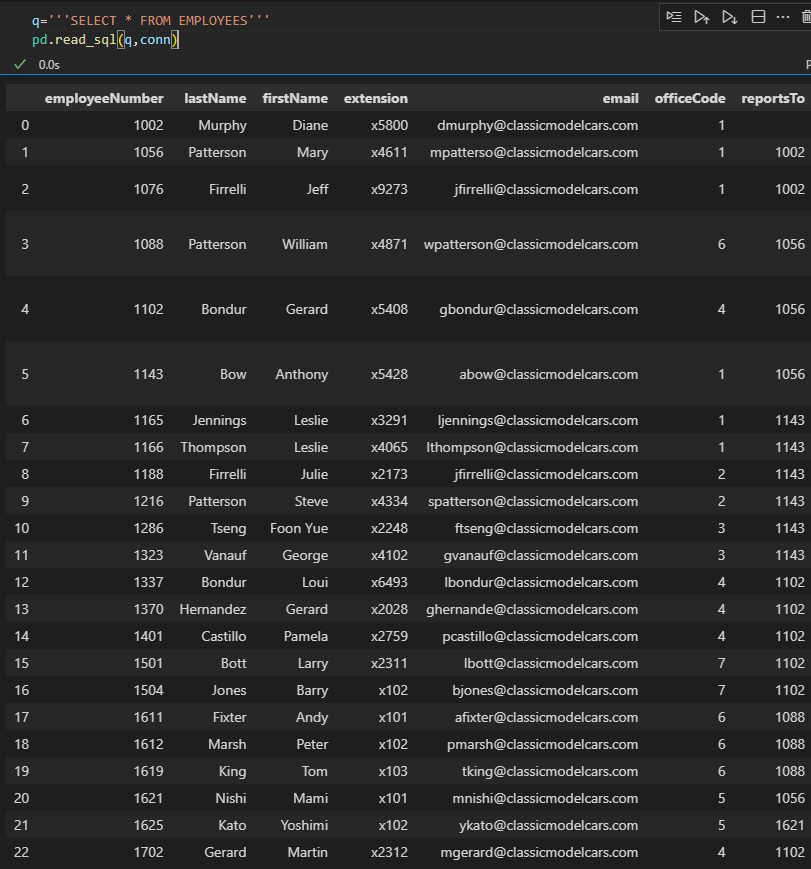 q='''SELECT * FROM EMPLOYEES'''
pd.read_sql(q,conn)
0.0s
employeeNumber lastName firstName extension email officeCode reportsTo
0 1002 Murphy Diane x5800 dmurphy@classicmodelcars.com 1
1 1056 Patterson Mary x4611 mpatterso@classicmodelcars.com 1 1002
2 1076 Firrelli Jeff x9273 jfirrelli@classicmodelcars.com 1 1002
3 1088 Patterson William x4871 wpatterson@classicmodelcars.com 6 1056
4 1102 Bondur Gerard x5408 gbondur@classicmodelcars.com 4 1056
5 1143 Bow Anthony x5428 abow@classicmodelcars.com 1 1056
6 1165 Jennings Leslie x3291 ljennings@classicmodelcars.com 1 1143
7 1166 Thompson Leslie x4065 lthompson@classicmodelcars.com 1 1143
8 1188 Firrelli Julie x2173 jfirrelli@classicmodelcars.com 2 1143
9 1216 Patterson Steve x4334 spatterson@classicmodelcars.com 2 1143
10 1286 Tseng Foon Yue x2248 ftseng@classicmodelcars.com 3 1143
11 1323 Vanauf George x4102 gvanauf@classicmodelcars.com 3 1143
12 1337 Bondur Loui x6493 lbondur@classicmodelcars.com 4 1102
13 1370 Hernandez Gerard x2028 ghernande@classicmodelcars.com 4 1102
14 1401 Castillo Pamela x2759 pcastillo@classicmodelcars.com 4 1102
15 1501 Bott Larry x2311 lbott@classicmodelcars.com 7 1102
16 1504 Jones Barry x102 bjones@classicmodelcars.com 7 1102
17 1611 Fixter Andy x101 afixter@classicmodelcars.com 6 1088
18 1612 Marsh Peter x102 pmarsh@classicmodelcars.com 6 1088
19 1619 King Tom x103 tking@classicmodelcars.com 6 1088
20 1621 Nishi Mami x101 mnishi@classicmodelcars.com 5 1056
21 1625 Kato Yoshimi x102 ykato@classicmodelcars.com 5 1621
22 1702 Gerard Martin x2312 mgerard@classicmodelcars.com 4 1102